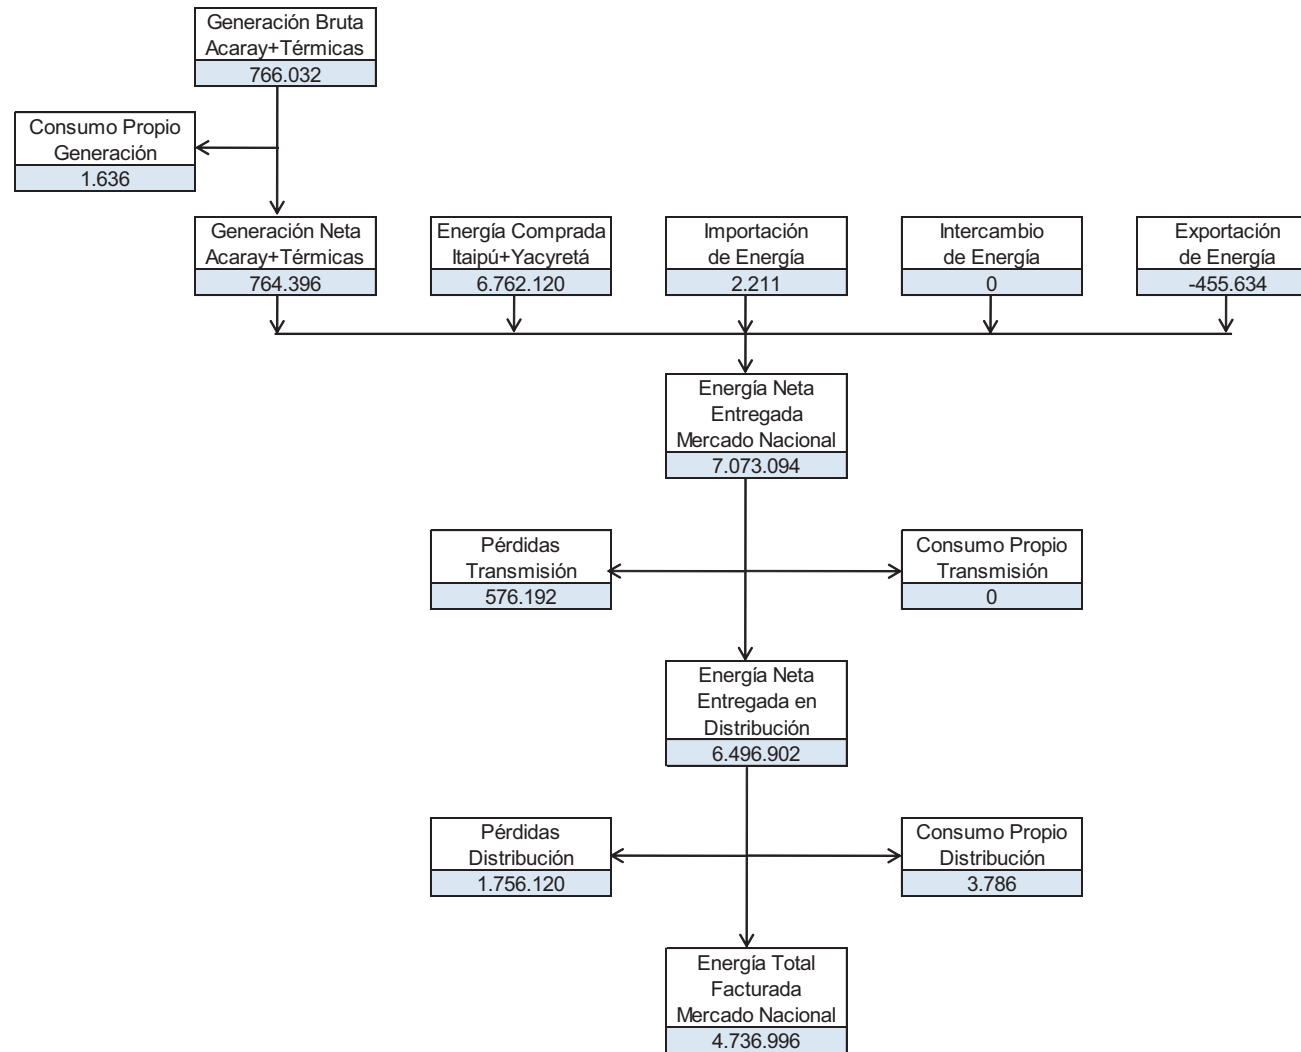 Generación Bruta
Acaray+Térmicas
766.032
Consumo Propio
Generación
1.636
Generación Neta
Acaray+Térmicas
764.396
Energía Comprada
Itaipú+Yacyretá
6.762.120
Importación
de Energía
2.211
Intercambio
de Energía
0
Exportación
de Energía
-455.634
Energía Neta
Entregada
Mercado Nacional
7.073.094
Pérdidas
Transmisión
576.192
Consumo Propio
Transmisión
0
Energía Neta
Entregada en
Distribución
6.496.902
Pérdidas
Distribución
1.756.120
Consumo Propio
Distribución
3.786
Energía Total
Facturada
Mercado Nacional
4.736.996